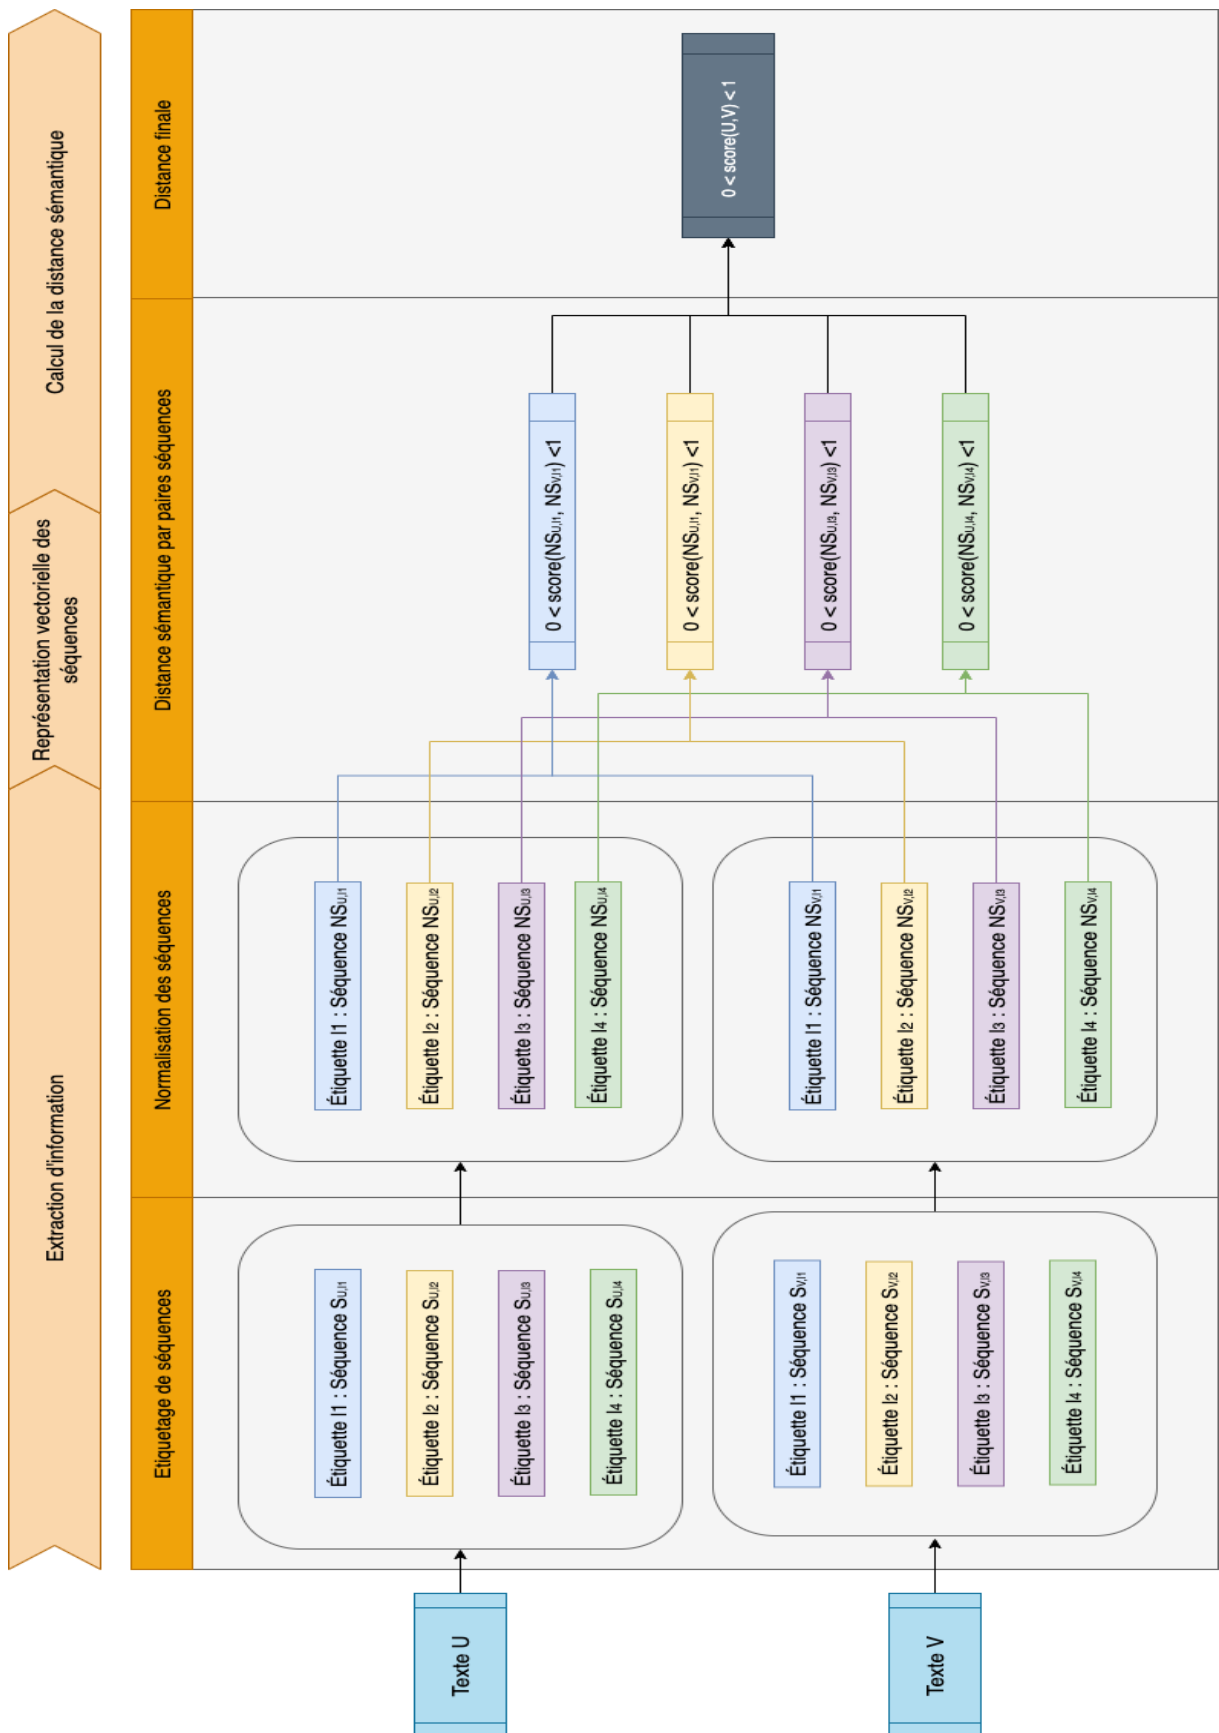 Extraction d'information
Représentation vectorielle des
séquences
Calcul de la distance sémantique
Etiquetage de séquences
Normalisation des séquences
Distance sémantique par paires séquences
Distance finale
Texte U
Texte V
Étiquette l1 : Séquence SU,l1
Étiquette l2 : Séquence SU,l2
Étiquette l3 : Séquence SU,l3
Étiquette l4 : Séquence SU,l4
Étiquette l1 : Séquence SV,l1
Étiquette l2 : Séquence SV,l2
Étiquette l3 : Séquence SV,l3
Étiquette l4 : Séquence SV,l4
Étiquette l1 : Séquence NSU,l1
Étiquette l2 : Séquence NSU,l2
Étiquette l3 : Séquence NSU,l3
Étiquette l4 : Séquence NSU,l4
Étiquette l1 : Séquence NSV,l1
Étiquette l2 : Séquence NSV,l2
Étiquette l3 : Séquence NSV,l3
Étiquette l4 : Séquence NSV,l4
0 < score(NSU,l1, NSV,l1) <1
0 < score(NSU,l1, NSV,l1) <1
0 < score(NSU,l3, NSV,l3) <1
0 < score(NSU,l4, NSV,l4) <1
0 < score(U,V) < 1